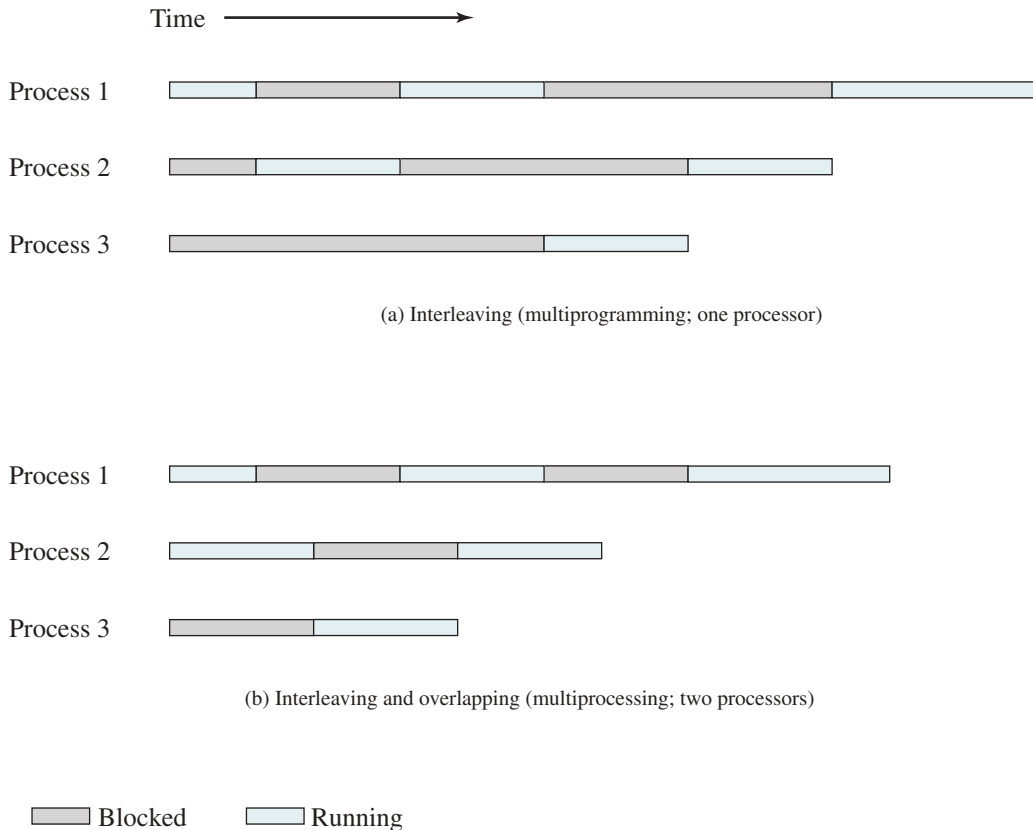 Time
Process 1
Process 2
Process 3
(a) Interleaving (multiprogramming; one processor)
Process 1
Process 2
Process 3
(b) Interleaving and overlapping (multiprocessing; two processors)
Blocked Running